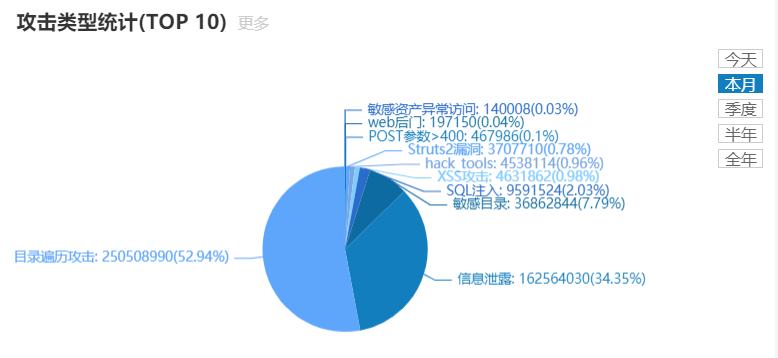 攻击类型统计(TOP 10) 更多
今天
本月
季度
半年
全年
敏感资产异常访问: 140008(0.03%)
web后门: 197150(0.04%)
POST参数>400: 467986(0.1%)
Struts2漏洞: 3707710(0.78%)
hack_tools: 4538114(0.96%)
XSS攻击: 4631862(0.98%)
SQL注入: 9591524(2.03%)
敏感目录: 36862844(7.79%)
目录遍历攻击: 250508990(52.94%)
信息泄露: 162564030(34.35%)